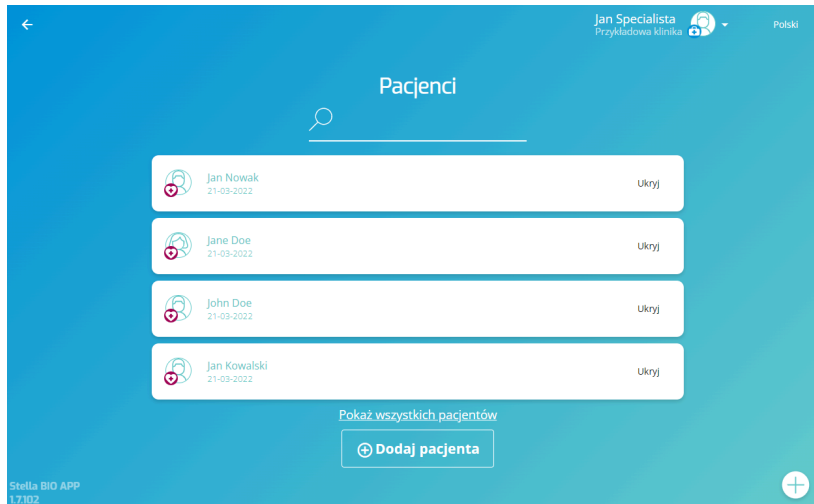 Jan Specialista
Przykładowa klinika
Polski
Pacjenci
Jan Nowak
21-03-2022
Ukryj
Jane Doe
21-03-2022
Ukryj
John Doe
21-03-2022
Ukryj
Jan Kowalski
21-03-2022
Ukryj
Pokaż wszystkich pacjentów
Dodaj pacjenta
Stella BIO APP
1.7.102